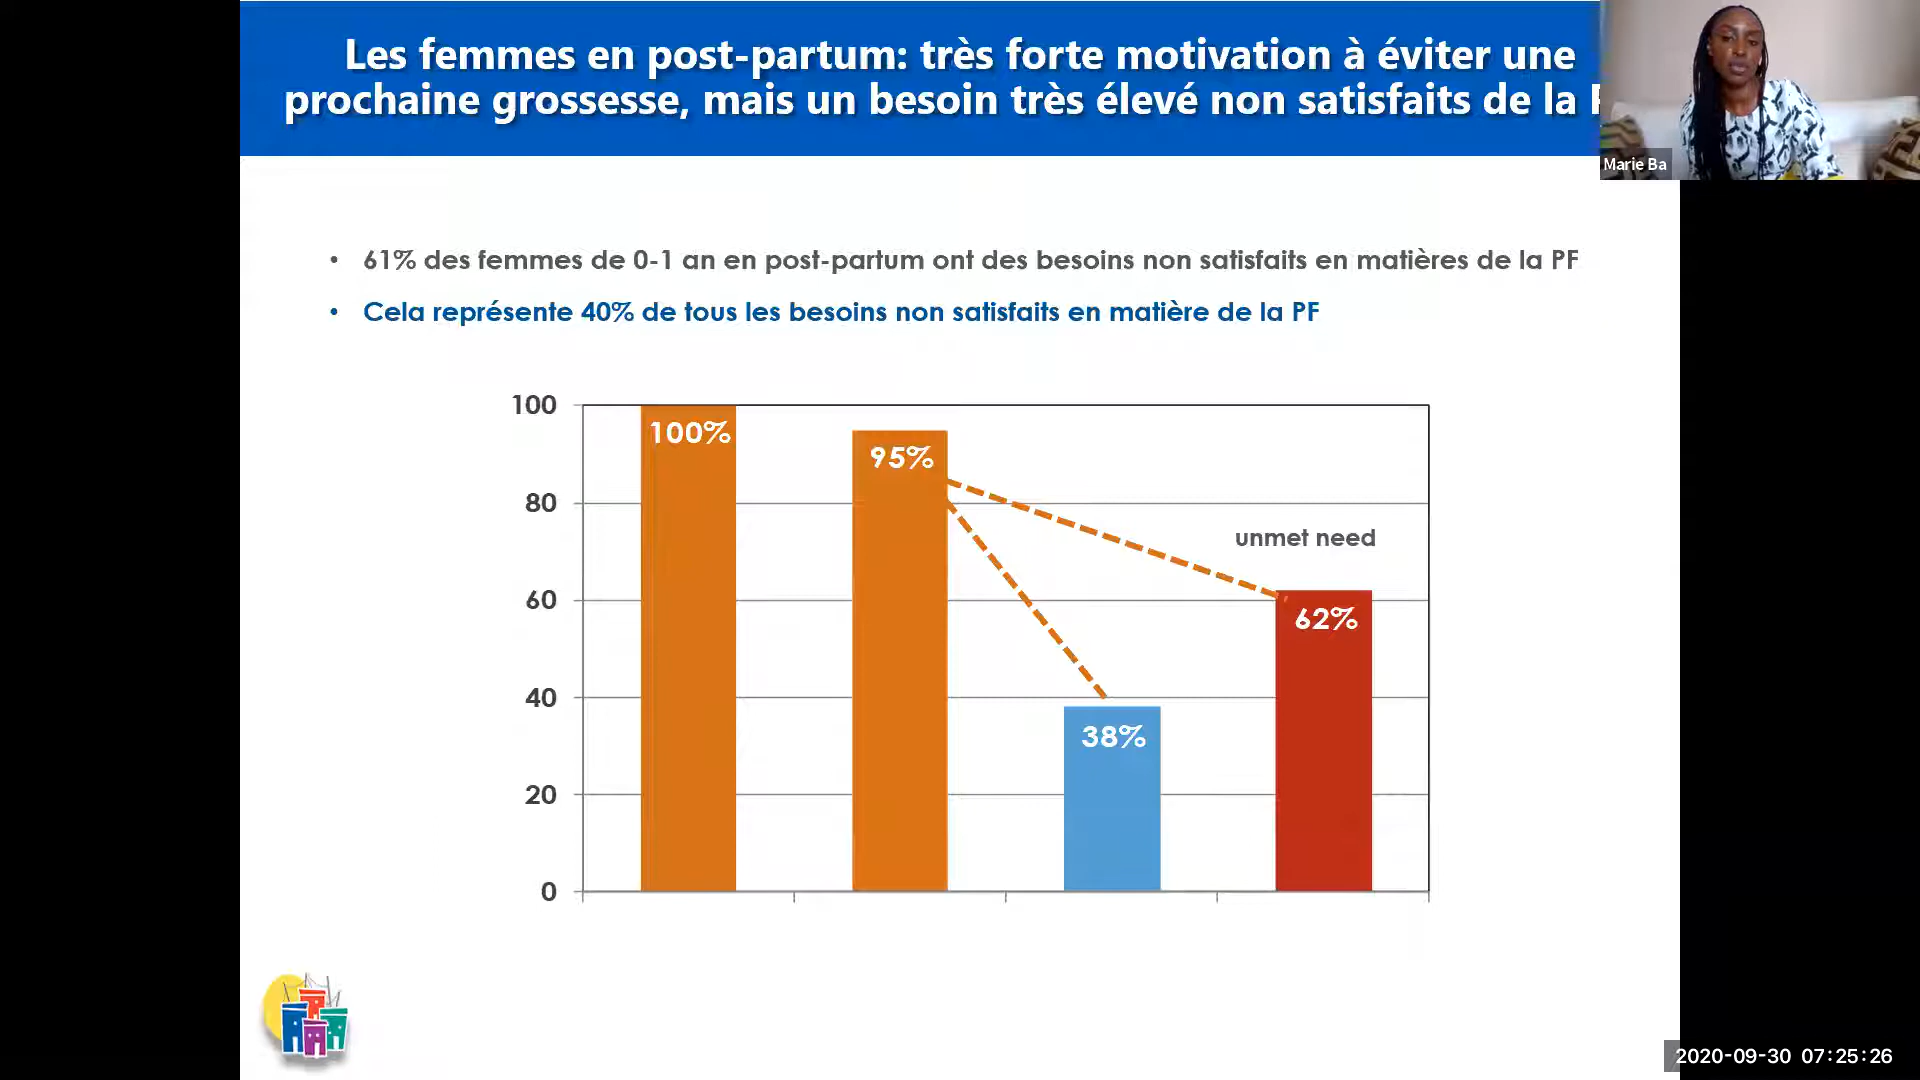 Les femmes en post-partum: très forte motivation à éviter une
prochaine grossesse, mais un besoin très élevé non satisfaits de la
Marie Ba
• 61% des femmes de 0-1 an en post-partum ont des besoins non satisfaits en matières de la PF
• Cela représente 40% de tous les besoins non satisfaits en matière de la PF
100
80
60
40
20
0
100%
95%
38%
62%
unmet need
2020-09-30 07:25:26